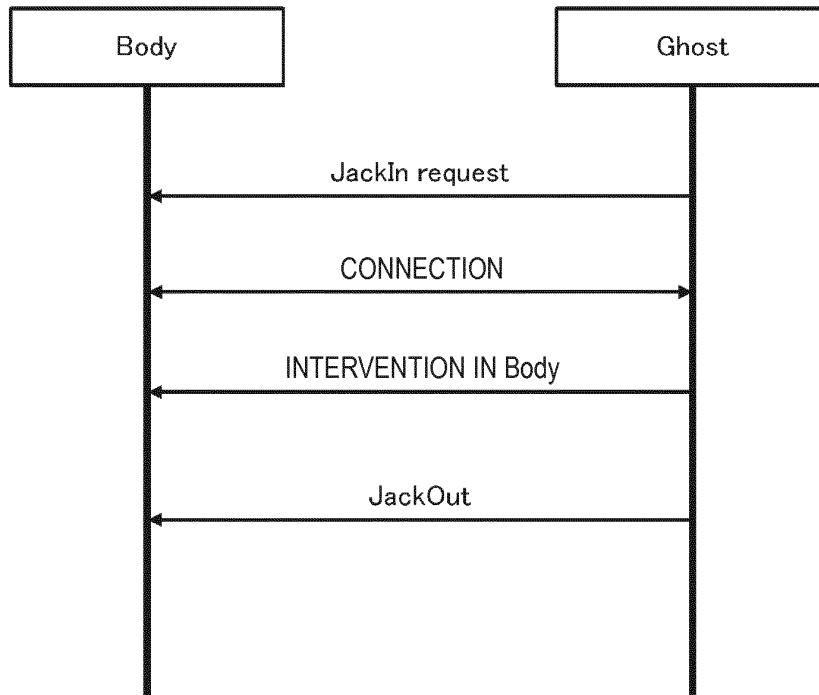 Body
Ghost
JackIn request
CONNECTION
INTERVENTION IN Body
JackOut